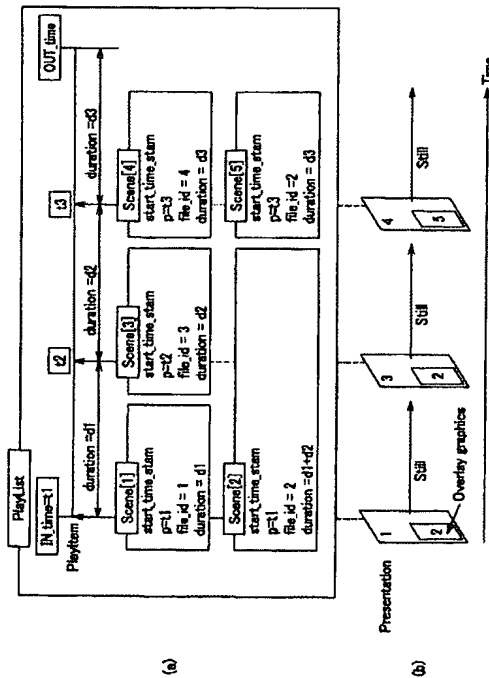 PlayList
IN_time=t1
t2
t3
OUT_time
PlayItem
duration =d1
duration =d2
duration =d3
(a)
Scene[1]
start_time_stam
p=t1
file_id = 1
duration = d1
Scene[3]
start_time_stam
p=t2
file_id = 3
duration = d2
Scene[4]
start_time_stam
p=t3
file_id = 4
duration = d3
Scene[2]
start_time_stam
p=t1
file_id = 2
duration =d1+d2
Scene[5]
start_time_stam
p=t3
file_id =2
duration = d3
Presentation
(b)
1
2
Still
3
2
Still
4
5
Still
Overlay graphics
Time